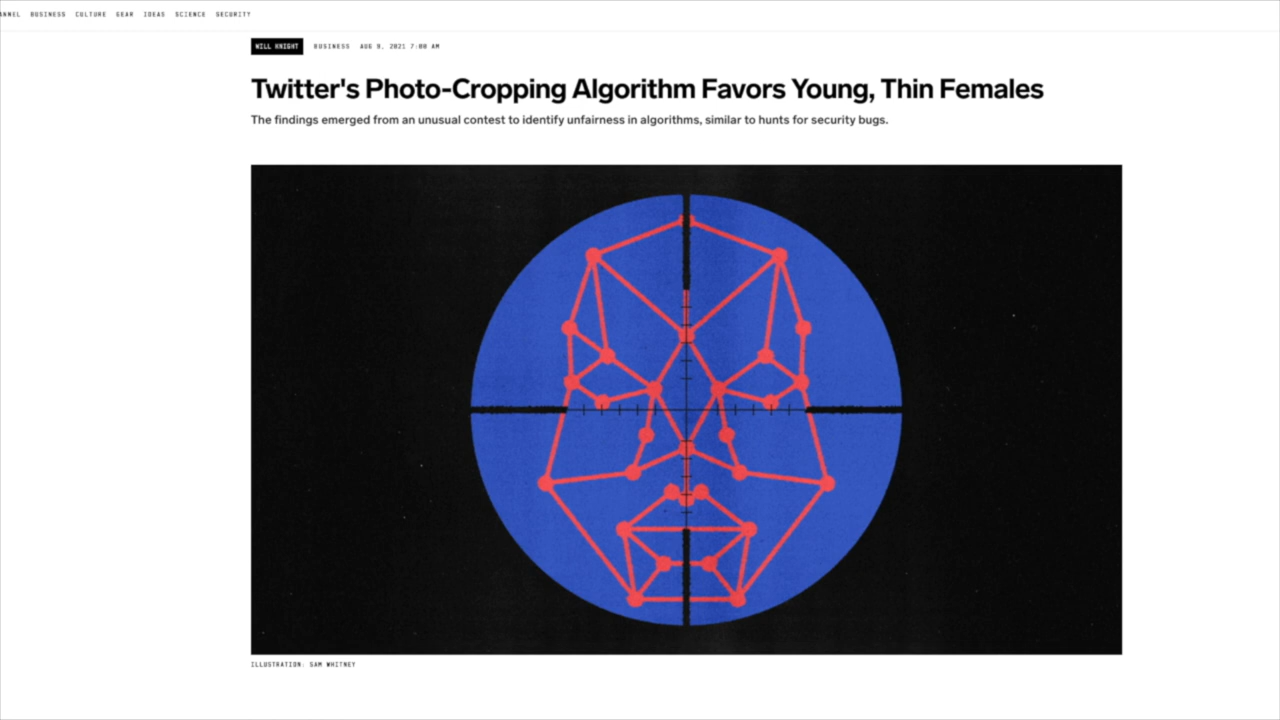 BUSINESS CULTURE GEAR IDEAS SCIENCE SECURITY
WILL KNIGHT BUSINESS AUG 9, 2021 7:00 AM
Twitter's Photo-Cropping Algorithm Favors Young, Thin Females
The findings emerged from an unusual contest to identify unfairness in algorithms, similar to hunts for security bugs.
ILLUSTRATION: SAM WHITNEY